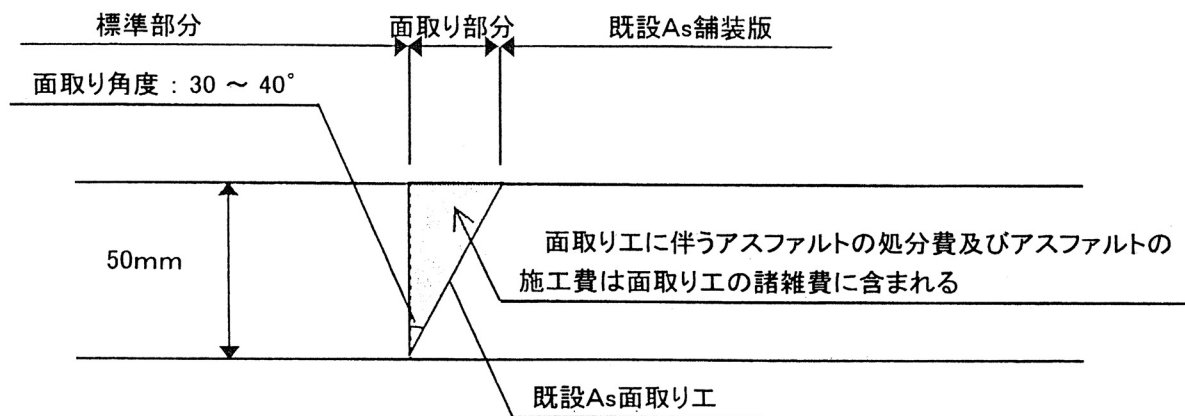 標準部分
面取り部分
既設As舗装版
面取り角度 : 30 ～ 40°
50mm
面取り工に伴うアスファルトの処分費及びアスファルトの
施工費は面取り工の諸雑費に含まれる
既設As面取り工